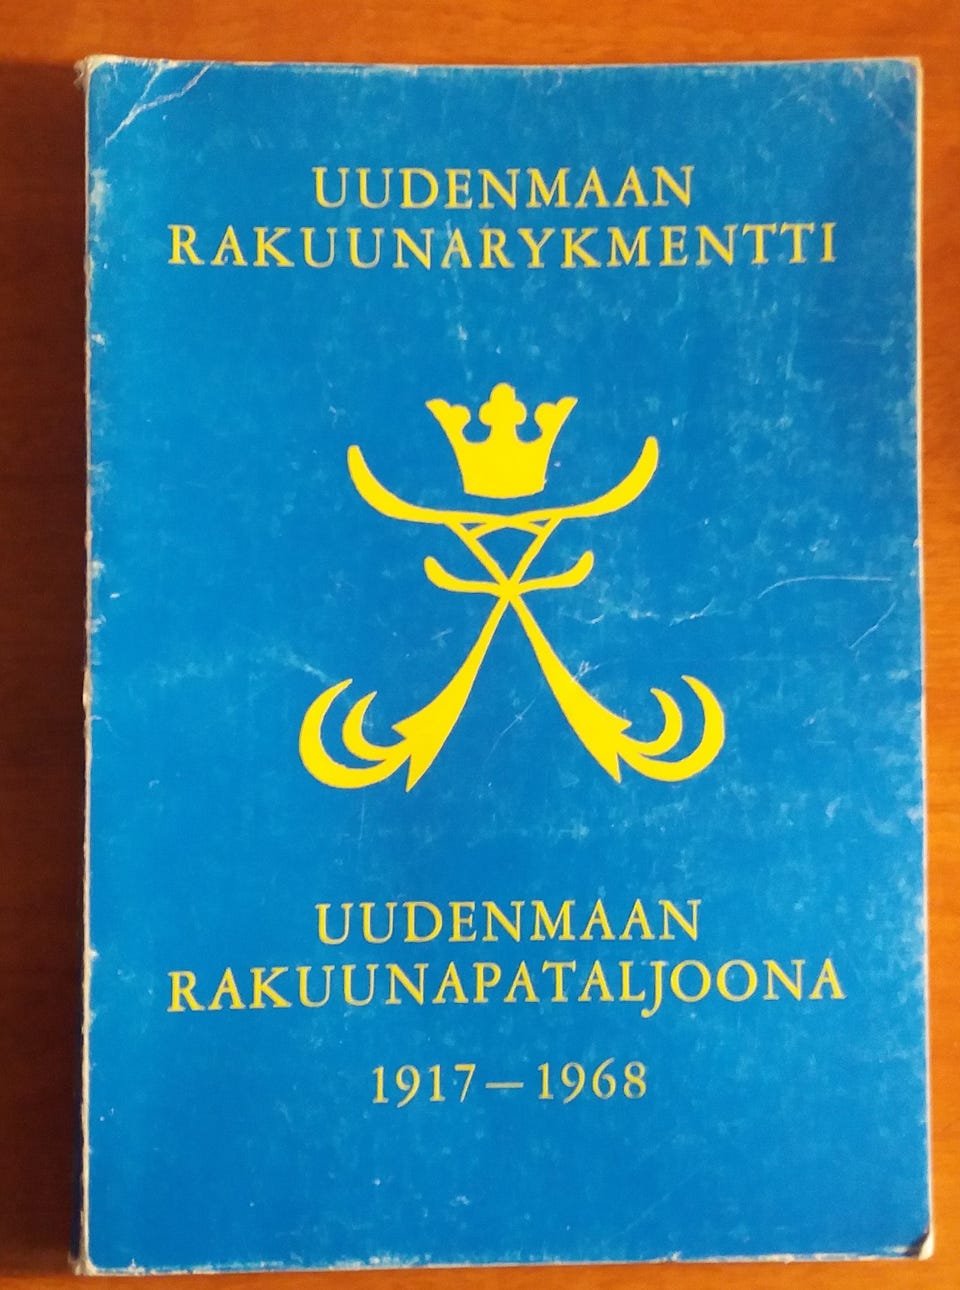 UUDENMAAN
RAKUUNARYKMENTTI
UUDENMAAN
RAKUUNAPATALJOONA
1917–1968